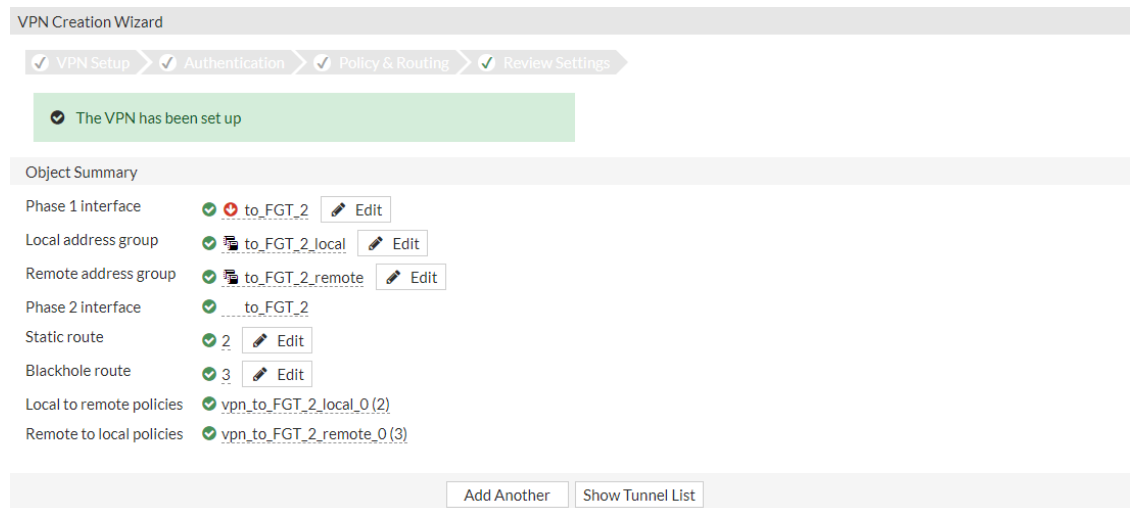 VPN Creation Wizard
VPN Setup Authentication Policy & Routing Review Settings
The VPN has been set up
Object Summary
Phase 1 interface to_FGT_2 Edit
Local address group to_FGT_2_local Edit
Remote address group to_FGT_2_remote Edit
Phase 2 interface to_FGT_2
Static route 2 Edit
Blackhole route 3 Edit
Local to remote policies vpn_to_FGT_2_local_0 (2)
Remote to local policies vpn_to_FGT_2_remote_0 (3)
Add Another Show Tunnel List